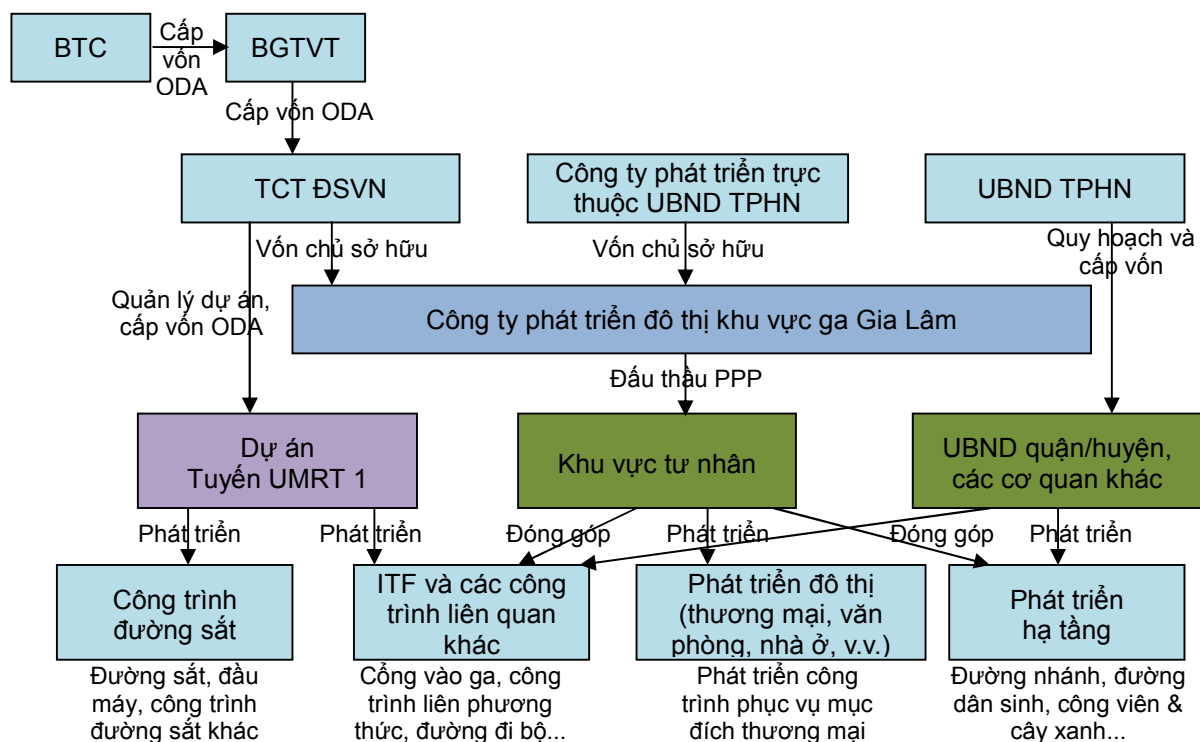 BTC
Cấp
vốn
ODA
BGTVT
Cấp vốn ODA
TCT ĐSVN
Công ty phát triển trực
thuộc UBND TPHN
UBND TPHN
Vốn chủ sở hữu
Vốn chủ sở hữu
Quy hoạch và
cấp vốn
Quản lý dự án,
cấp vốn ODA
Công ty phát triển đô thị khu vực ga Gia Lâm
Đấu thầu PPP
Dự án
Tuyến UMRT 1
Khu vực tư nhân
UBND quận/huyện,
các cơ quan khác
Phát triển
Phát triển
Đóng góp
Phát triển
Đóng góp
Phát triển
Công trình
đường sắt
ITF và các công
trình liên quan
khác
Phát triển đô thị
(thương mại, văn
phòng, nhà ở, v.v.)
Phát triển
hạ tầng
Đường sắt, đầu
máy, công trình
đường sắt khác
Cổng vào ga, công
trình liên phương
thức, đường đi bộ...
Phát triển công
trình phục vụ mục
đích thương mại
Đường nhánh, đường
dân sinh, công viên &
cây xanh...